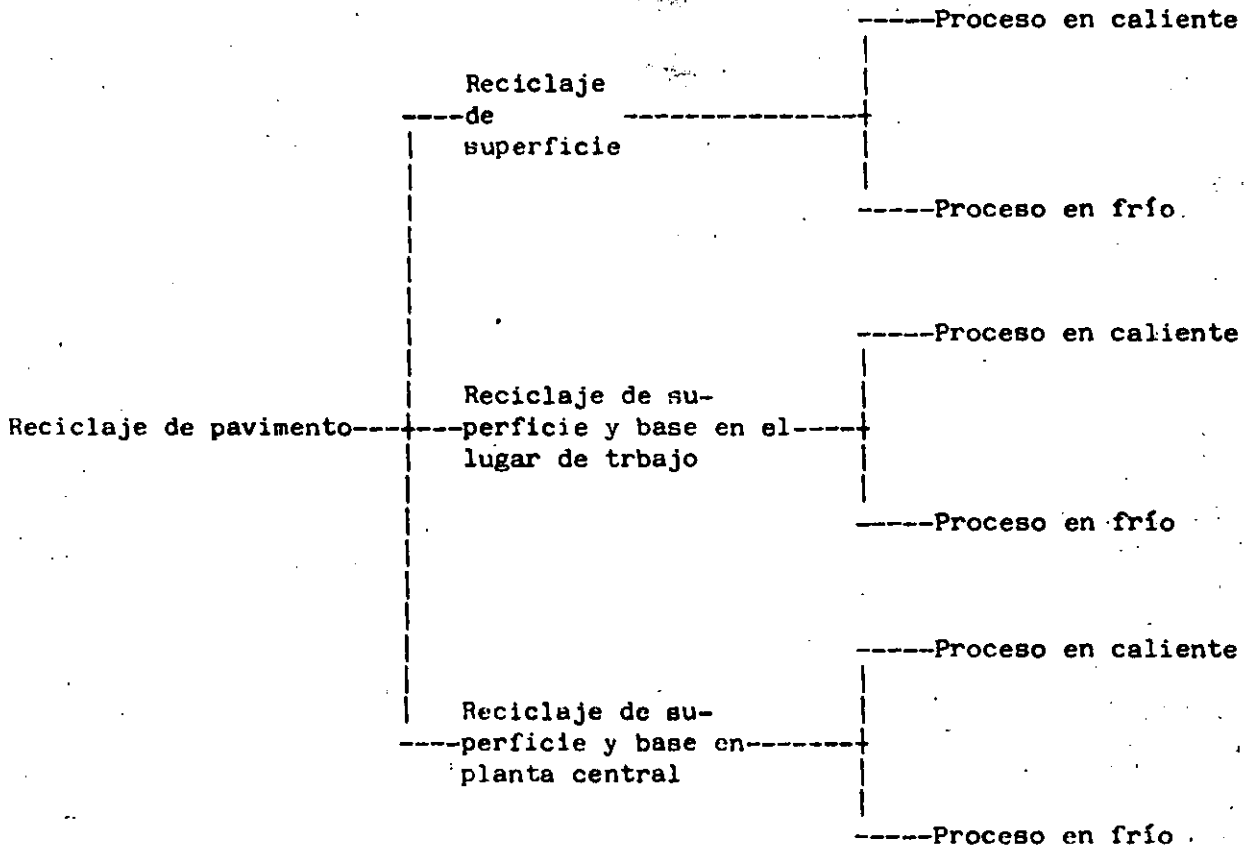 Proceso en caliente
Reciclaje
de
superficie
Proceso en frío
Proceso en caliente
Reciclaje de pavimento
Reciclaje de su-
perficie y base en el
lugar de trbajo
Proceso en frío
Proceso en caliente
Reciclaje de su-
perficie y base en
planta central
Proceso en frío